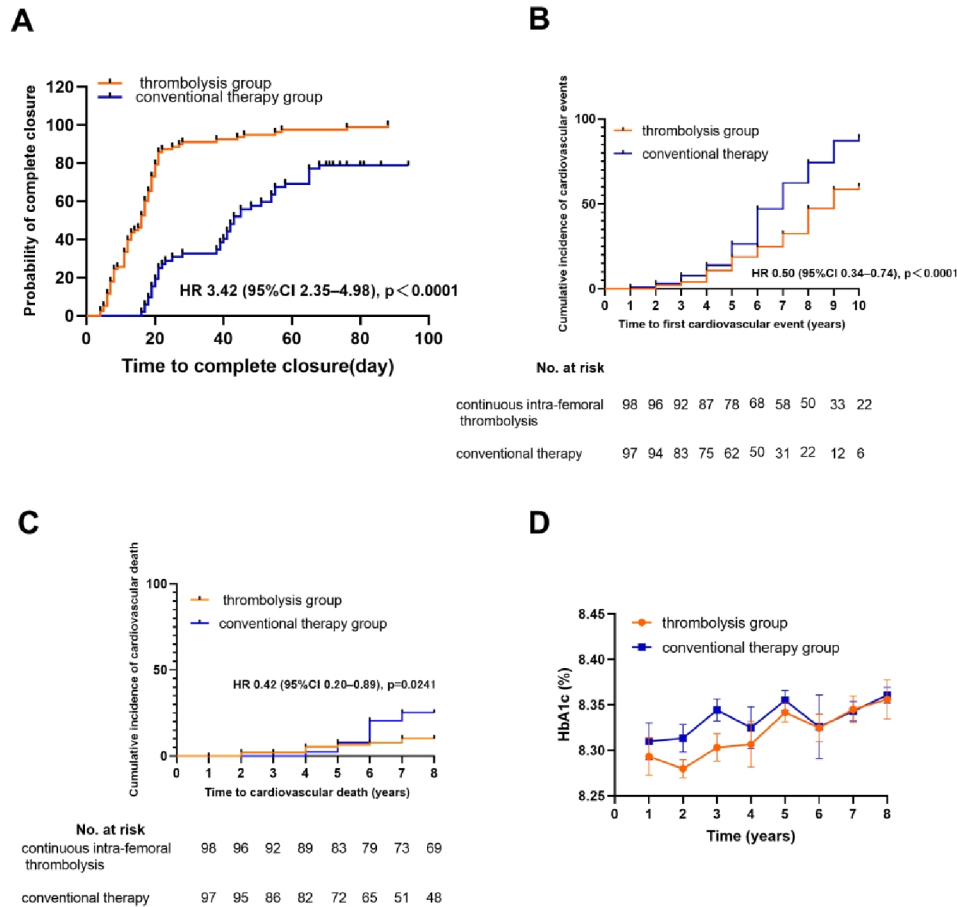 A
Probability of complete closure
120
100
80
60
40
20
0
thrombolysis group
conventional therapy group
HR 3.42 (95%CI 2.35–4.98), p<0.0001
0 20 40 60 80 100
Time to complete closure(day)
B
Cumulative incidence of cardiovascular events
100
50
0
thrombolysis group
conventional therapy
HR 0.50 (95%CI 0.34–0.74), p<0.0001
0 1 2 3 4 5 6 7 8 9 10
Time to first cardiovascular event (years)
No. at risk
continuous intra-femoral 98 96 92 87 78 68 58 50 33 22
thrombolysis
conventional therapy 97 94 83 75 62 50 31 22 12 6
C
Cumulative incidence of cardiovascular death
100
50
0
thrombolysis group
conventional therapy group
HR 0.42 (95%CI 0.20–0.89), p=0.0241
0 1 2 3 4 5 6 7 8
Time to cardiovascular death (years)
No. at risk
continuous intra-femoral 98 96 92 89 83 79 73 69
thrombolysis
conventional therapy 97 95 86 82 72 65 51 48
D
HbA1c (%)
8.45
8.40
8.35
8.30
8.25
thrombolysis group
conventional therapy group
0 1 2 3 4 5 6 7 8
Time (years)